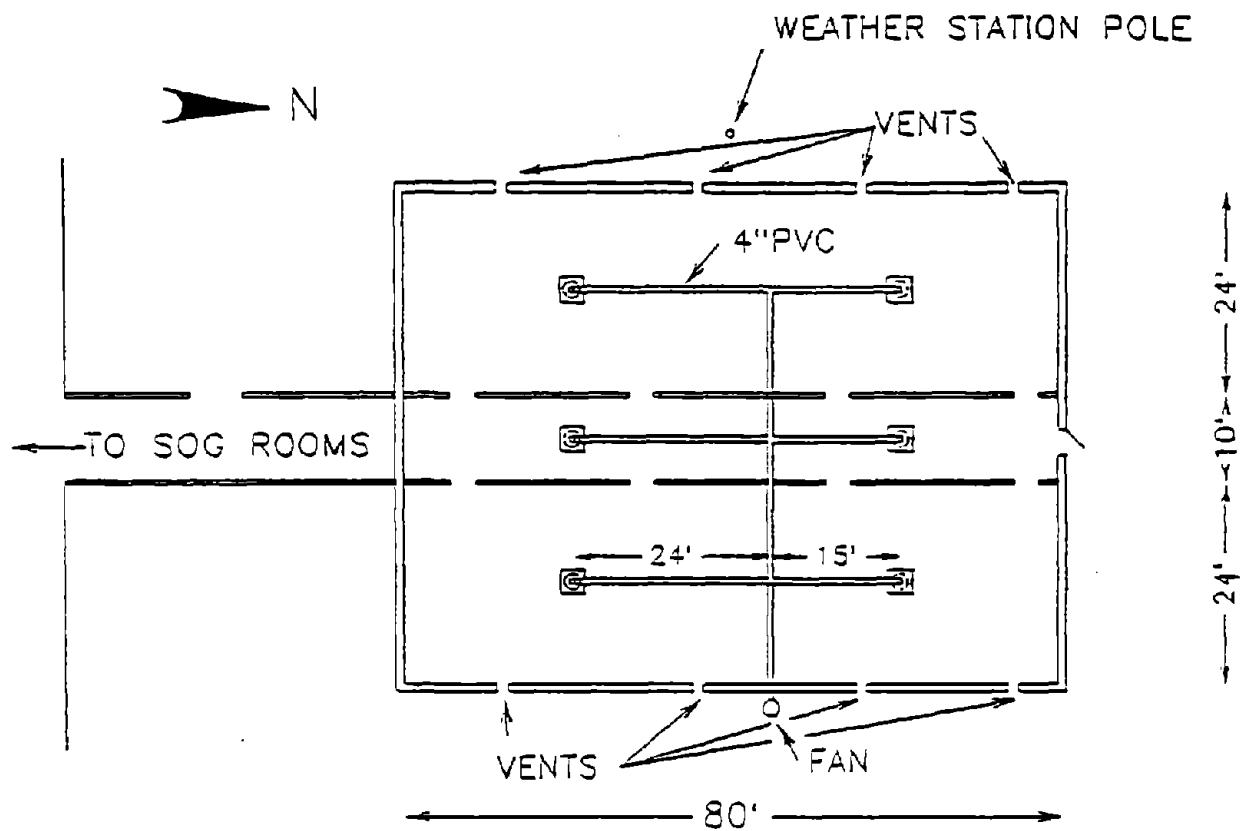 WEATHER STATION POLE
N
VENTS
4"PVC
24'
10'
24'
TO SOG ROOMS
24'
15'
VENTS
FAN
80'